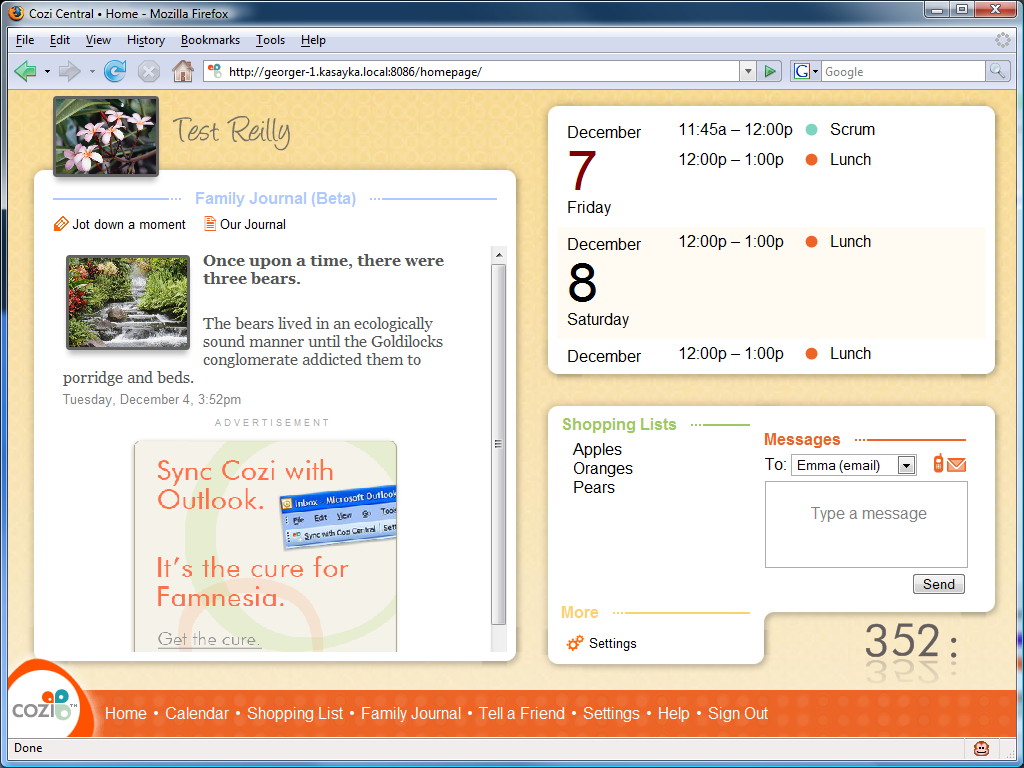 Cozi Central • Home - Mozilla Firefox
File Edit View History Bookmarks Tools Help
http://georger-1.kasayka.local:8086/homepage/
G Google
Test Reilly
Family Journal (Beta)
Jot down a moment Our Journal
Once upon a time, there were
three bears.
The bears lived in an ecologically
sound manner until the Goldilocks
conglomerate addicted them to
porridge and beds.
Tuesday, December 4, 3:52pm
ADVERTISEMENT
Sync Cozi with
Outlook.
Inbox Microsoft Outlook
File Edit View Go Tools
Sync with Cozi Central
It's the cure for
Famnesia.
Get the cure.
December
7
Friday
11:45a – 12:00p Scrum
12:00p – 1:00p Lunch
December
8
Saturday
12:00p – 1:00p Lunch
December
12:00p – 1:00p Lunch
Shopping Lists
Apples
Oranges
Pears
Messages
To: Emma (email)
Type a message
Send
More
Settings
352:
COZI™
Home • Calendar • Shopping List • Family Journal • Tell a Friend • Settings • Help • Sign Out
Done